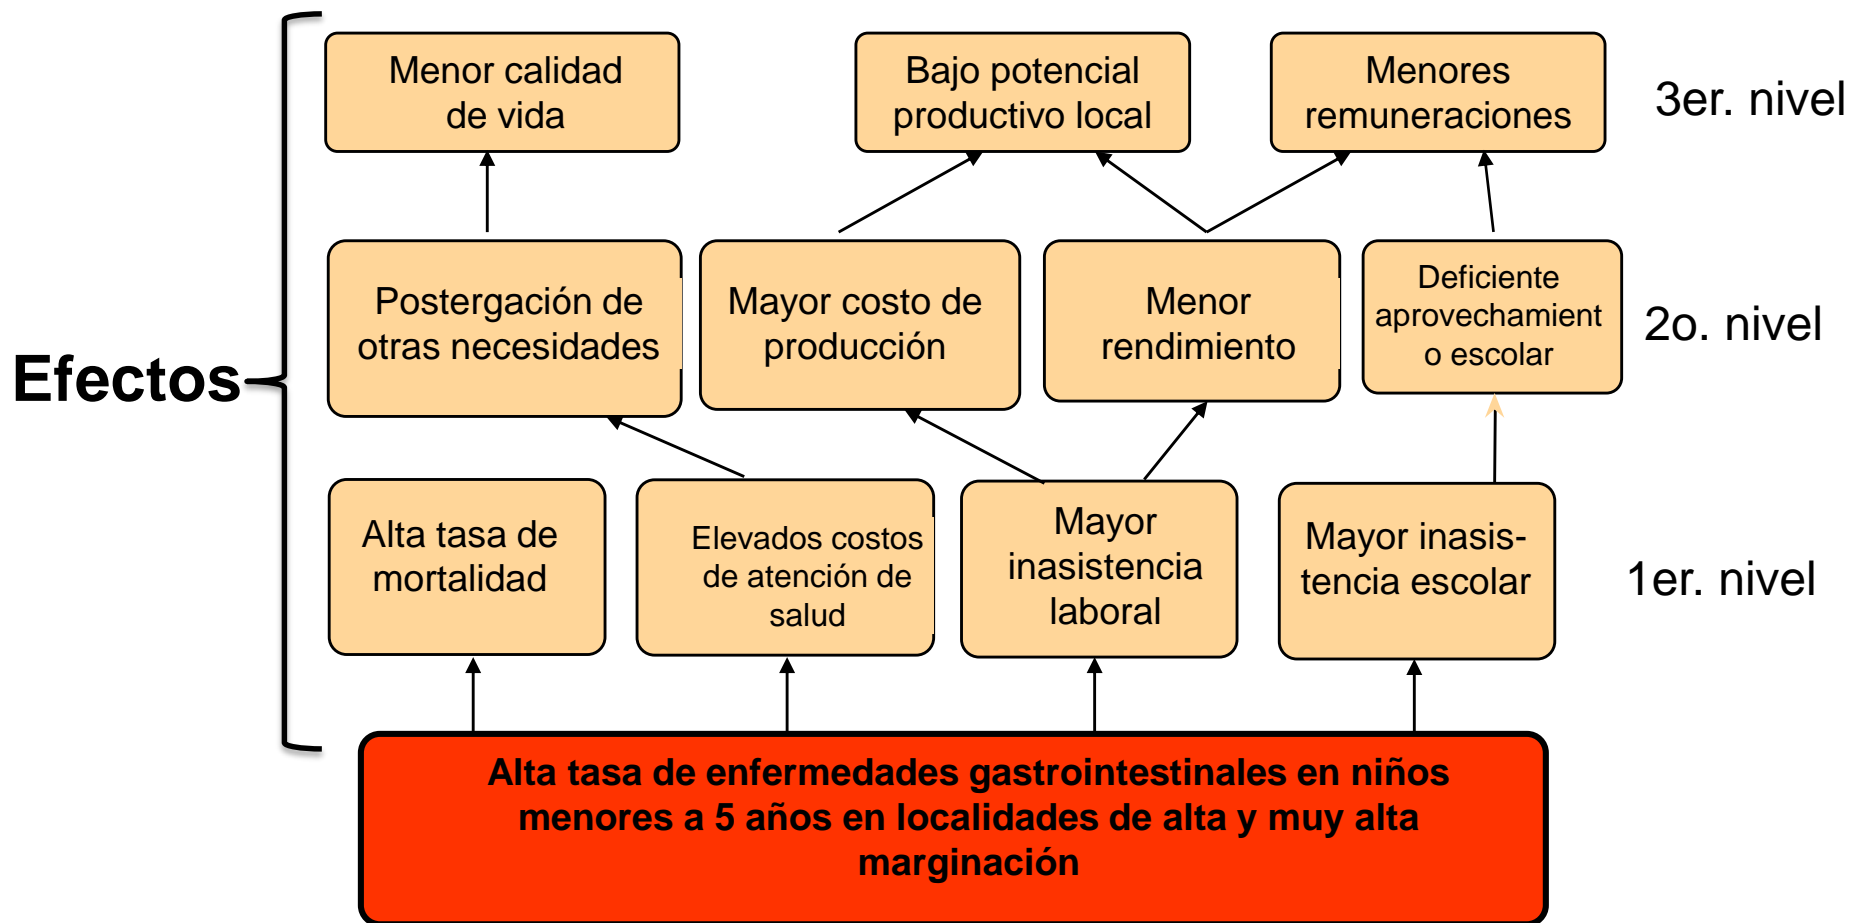 Menor calidad
de vida
Bajo potencial
productivo local
Menores
remuneraciones
3er. nivel
Postergación de
otras necesidades
Mayor costo de
producción
Menor
rendimiento
Deficiente
aprovechamient
o escolar
2o. nivel
Efectos
Alta tasa de
mortalidad
Elevados costos
de atención de
salud
Mayor
inasistencia
laboral
Mayor inasis-
tencia escolar
1er. nivel
Alta tasa de enfermedades gastrointestinales en niños
menores a 5 años en localidades de alta y muy alta
marginación